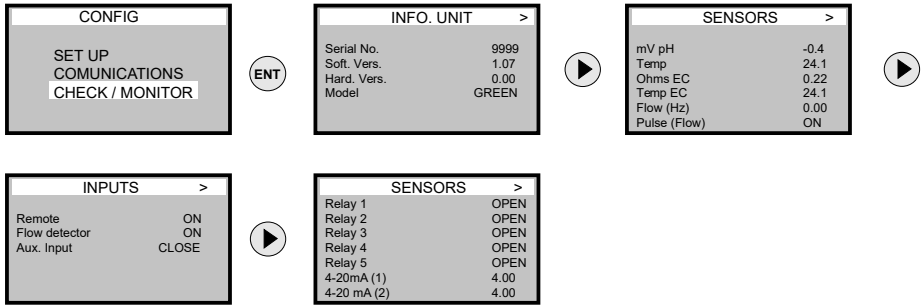 CONFIG
SET UP
COMUNICATIONS
CHECK / MONITOR
ENT
INFO. UNIT >
Serial No. 9999
Soft. Vers. 1.07
Hard. Vers. 0.00
Model GREEN
SENSORS >
mV pH -0.4
Temp 24.1
Ohms EC 0.22
Temp EC 24.1
Flow (Hz) 0.00
Pulse (Flow) ON
INPUTS >
Remote ON
Flow detector ON
Aux. Input CLOSE
SENSORS >
Relay 1 OPEN
Relay 2 OPEN
Relay 3 OPEN
Relay 4 OPEN
Relay 5 OPEN
4-20mA (1) 4.00
4-20 mA (2) 4.00